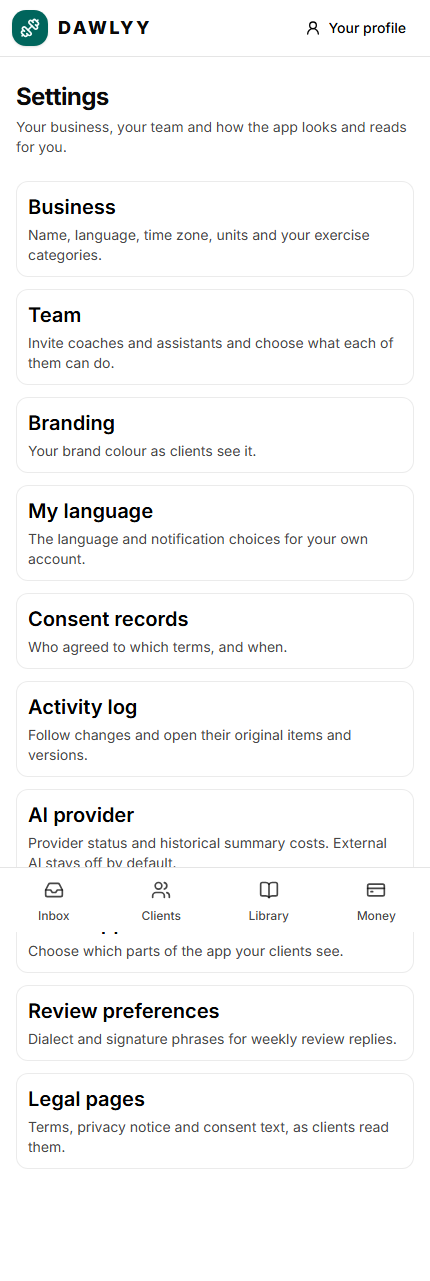 DAWLYY
Your profile
Settings
Your business, your team and how the app looks and reads
for you.
Business
Name, language, time zone, units and your exercise
categories.
Team
Invite coaches and assistants and choose what each of
them can do.
Branding
Your brand colour as clients see it.
My language
The language and notification choices for your own
account.
Consent records
Who agreed to which terms, and when.
Activity log
Follow changes and open their original items and
versions.
AI provider
Provider status and historical summary costs. External
AI stays off by default.
Inbox
Clients
Library
Money
Choose which parts of the app your clients see.
Review preferences
Dialect and signature phrases for weekly review replies.
Legal pages
Terms, privacy notice and consent text, as clients read
them.